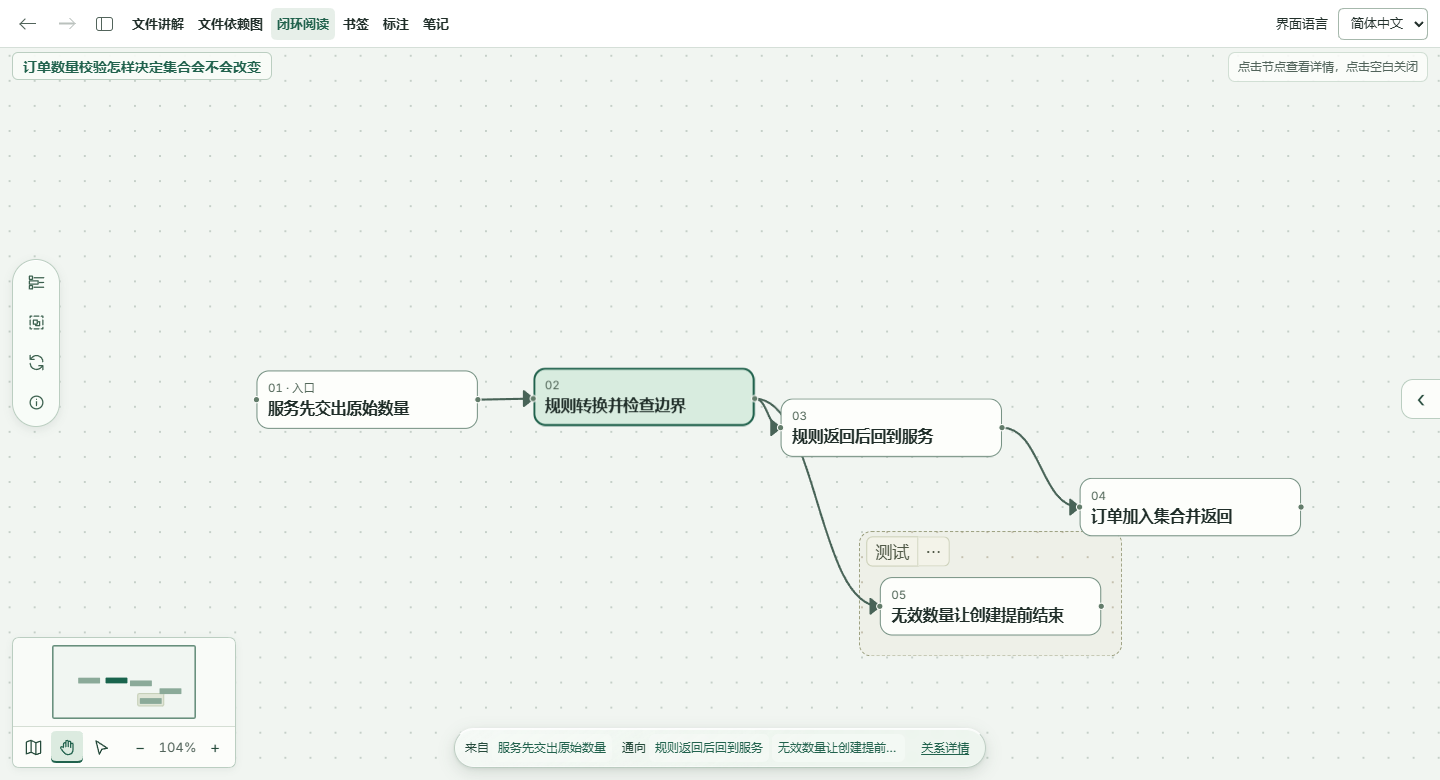 文件讲解 文件依赖图 闭环阅读 书签 标注 笔记 界面语言 简体中文
订单数量校验怎样决定集合会不会改变
点击节点查看详情，点击空白关闭
01 · 入口
服务先交出原始数量
02
规则转换并检查边界
03
规则返回后回到服务
04
订单加入集合并返回
测试 ···
05
无效数量让创建提前结束
− 104% +
来自 服务先交出原始数量 通向 规则返回后回到服务 无效数量让创建提前... 关系详情